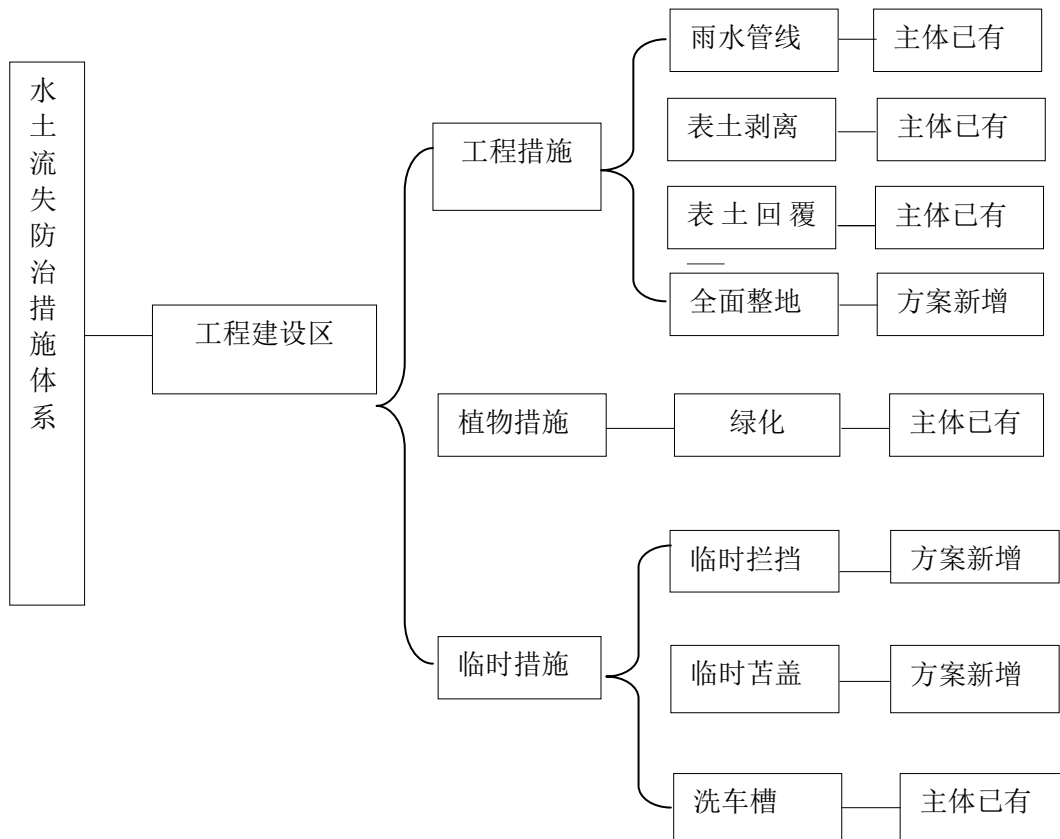 水土流失防治措施体系
工程建设区
工程措施
雨水管线
主体已有
表土剥离
主体已有
表土回覆
主体已有
全面整地
方案新增
植物措施
绿化
主体已有
临时措施
临时拦挡
方案新增
临时苫盖
方案新增
洗车槽
主体已有